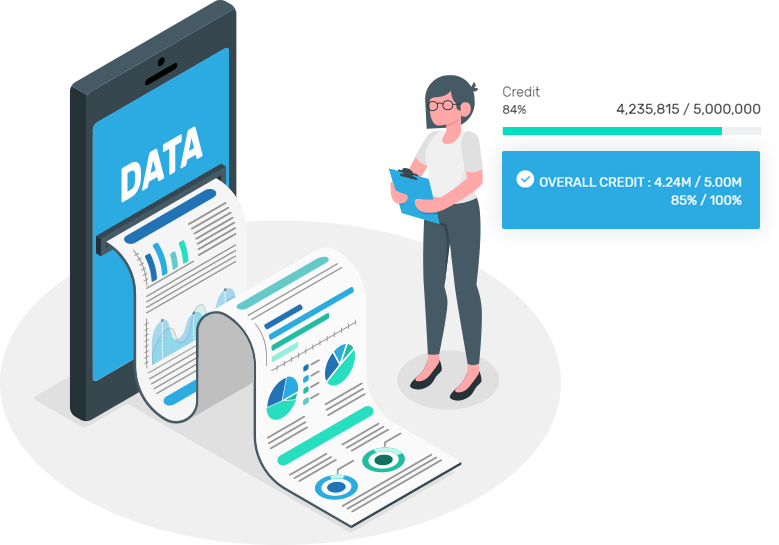 DATA
Credit
84%
4,235,815 / 5,000,000
OVERALL CREDIT : 4.24M / 5.00M
85% / 100%